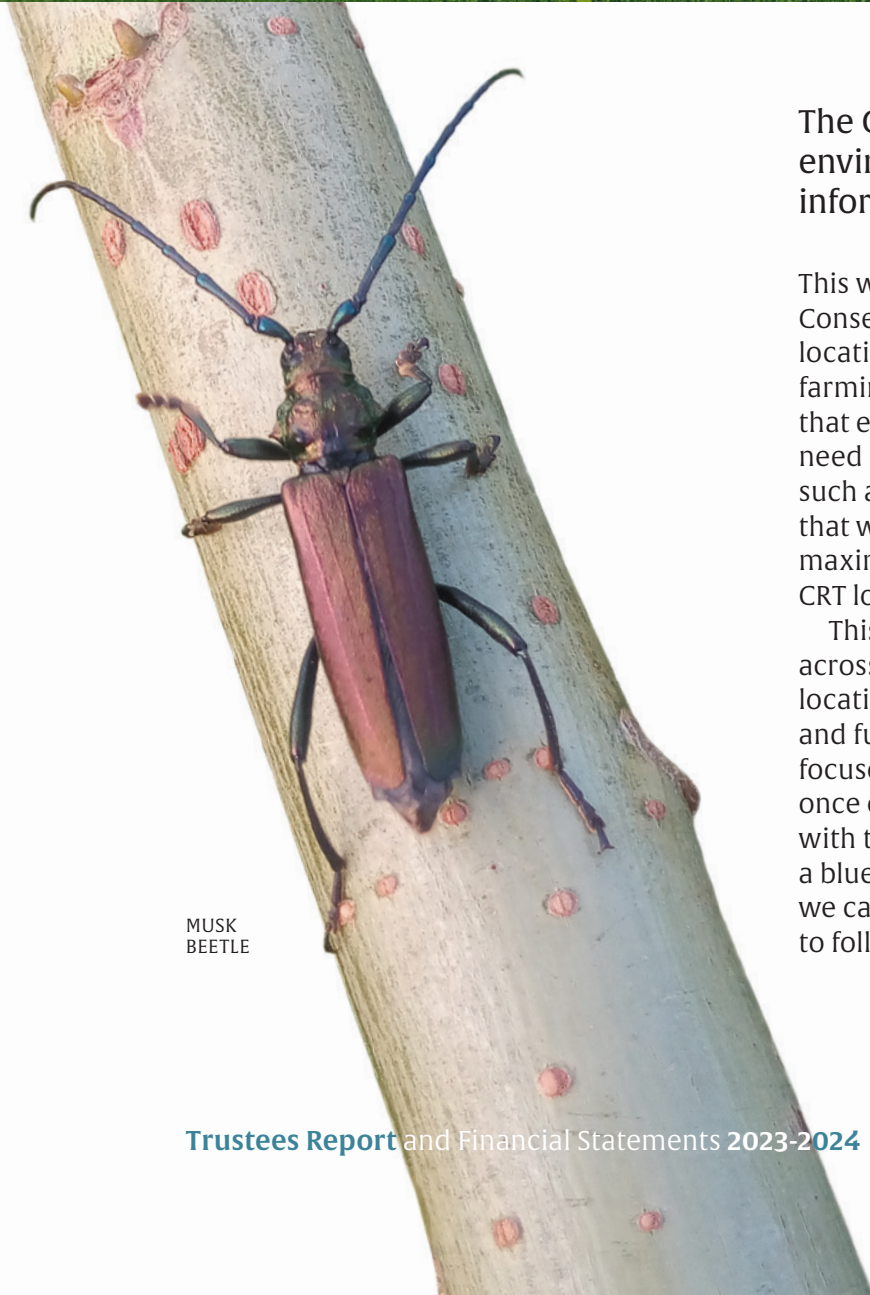 The
envir
infor
This w
Conse
locati
farmin
that e
need
such a
that w
maxim
CRT lo
This
across
locati
and fu
focuse
once
with t
a blue
we ca
to foll
MUSK
BEETLE
Trustees Report and Financial Statements 2023-2024